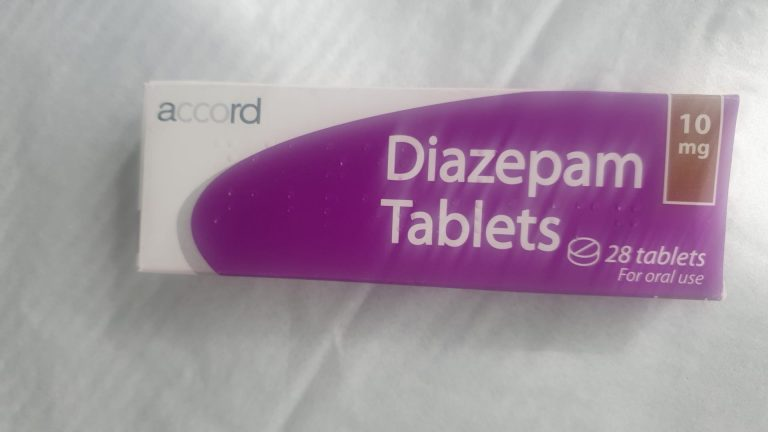 accord
10
mg
Diazepam
Tablets
28 tablets
For oral use